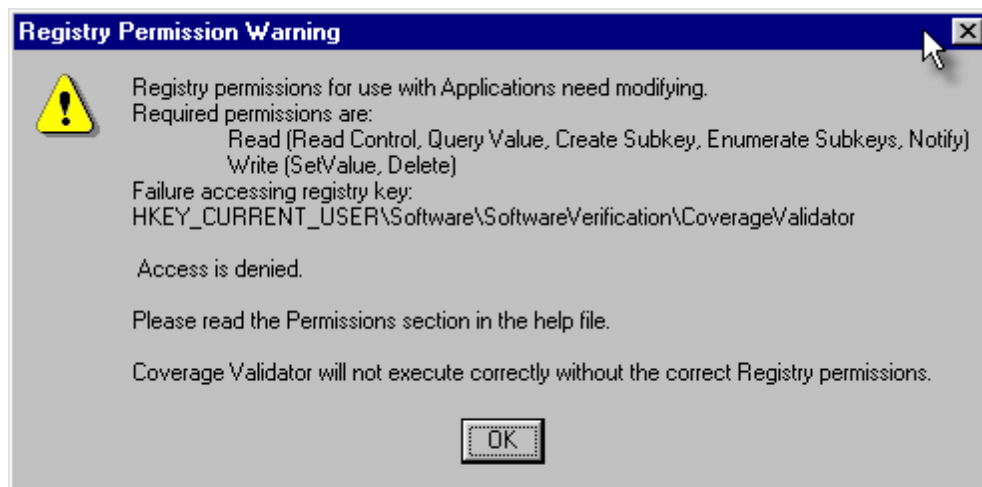 Registry Permission Warning
Registry permissions for use with Applications need modifying.
Required permissions are:
Read (Read Control, Query Value, Create Subkey, Enumerate Subkeys, Notify)
Write (SetValue, Delete)
Failure accessing registry key:
HKEY_CURRENT_USER\Software\SoftwareVerification\CoverageValidator
Access is denied.
Please read the Permissions section in the help file.
Coverage Validator will not execute correctly without the correct Registry permissions.
OK